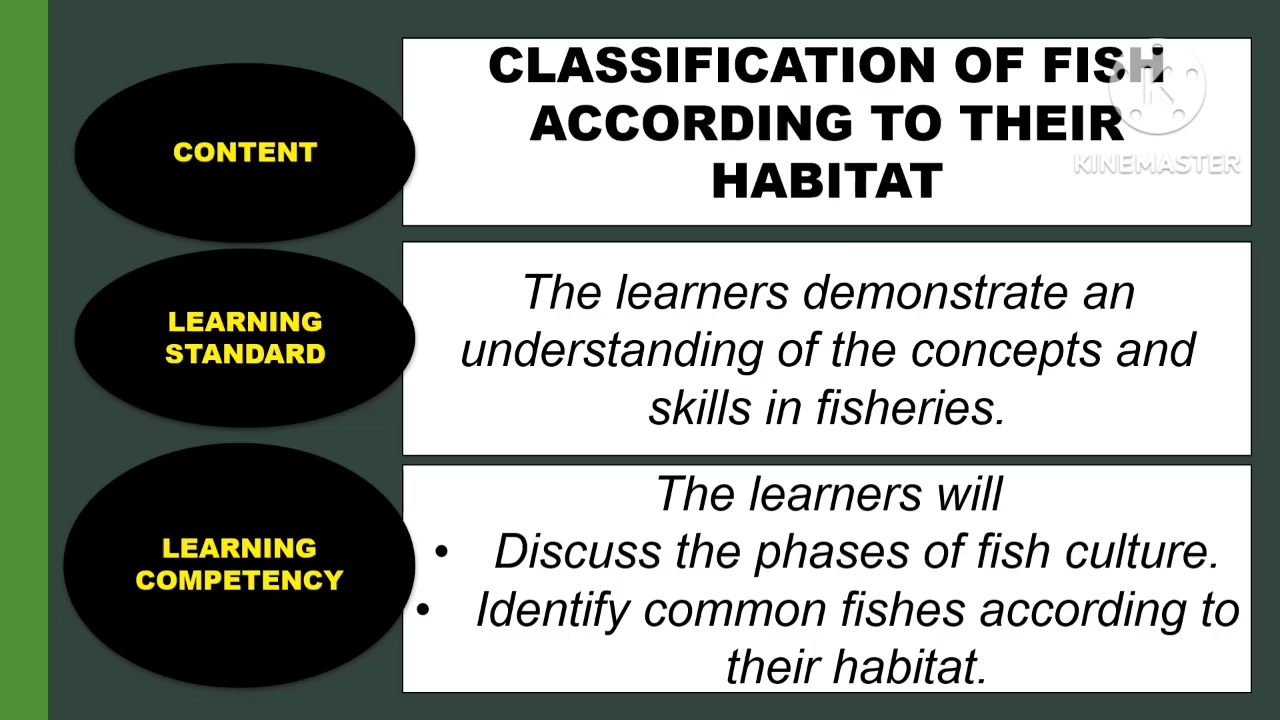 CONTENT
CLASSIFICATION OF FISH
ACCORDING TO THEIR
HABITAT
KINEMASTER
LEARNING
STANDARD
The learners demonstrate an
understanding of the concepts and
skills in fisheries.
LEARNING
COMPETENCY
The learners will
• Discuss the phases of fish culture.
• Identify common fishes according to
their habitat.